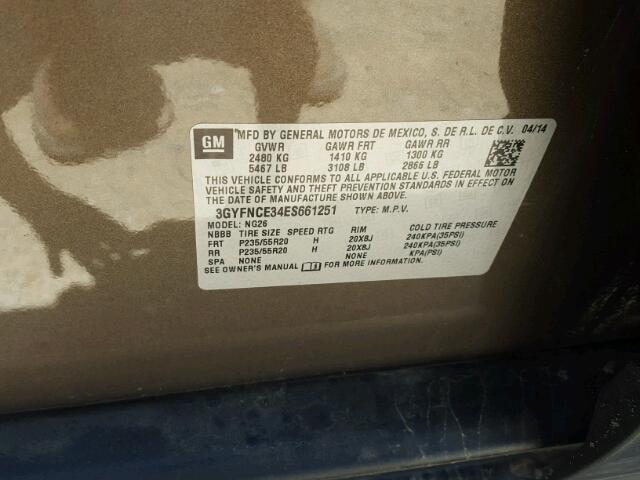 GM
MFD BY GENERAL MOTORS DE MEXICO, S. DE R.L. DE C.V. 04/14
GVWR GAWR FRT GAWR RR
2480 KG 1410 KG 1300 KG
5467 LB 3108 LB 2866 LB
THIS VEHICLE CONFORMS TO ALL APPLICABLE U.S. FEDERAL MOTOR
VEHICLE SAFETY AND THEFT PREVENTION STANDARDS IN EFFECT ON
THE DATE OF MANUFACTURE SHOWN ABOVE.
3GYFNCE34ES661251 TYPE: M.P.V.
MODEL: NG26
NBBB TIRE SIZE SPEED RTG RIM COLD TIRE PRESSURE
FRT P235/55R20 H 20X8J 240KPA(35PSI)
RR P235/55R20 H 20X8J 240KPA(35PSI)
SPA NONE NONE KPA(PSI)
SEE OWNER'S MANUAL FOR MORE INFORMATION